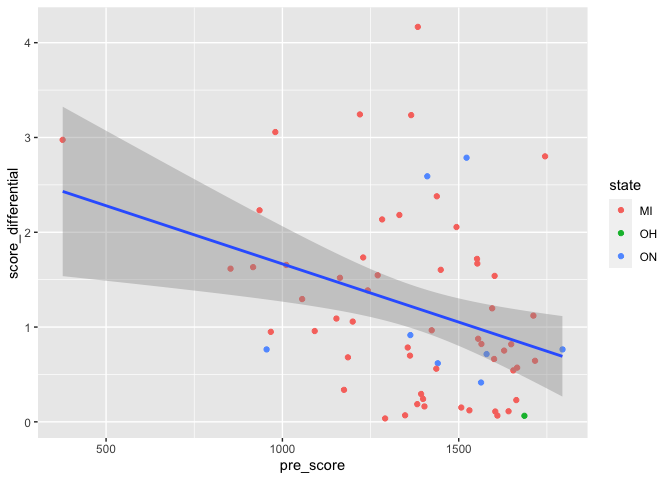 4
3
2
1
0
score_differential
500
1000
1500
pre_score
state
MI
OH
ON